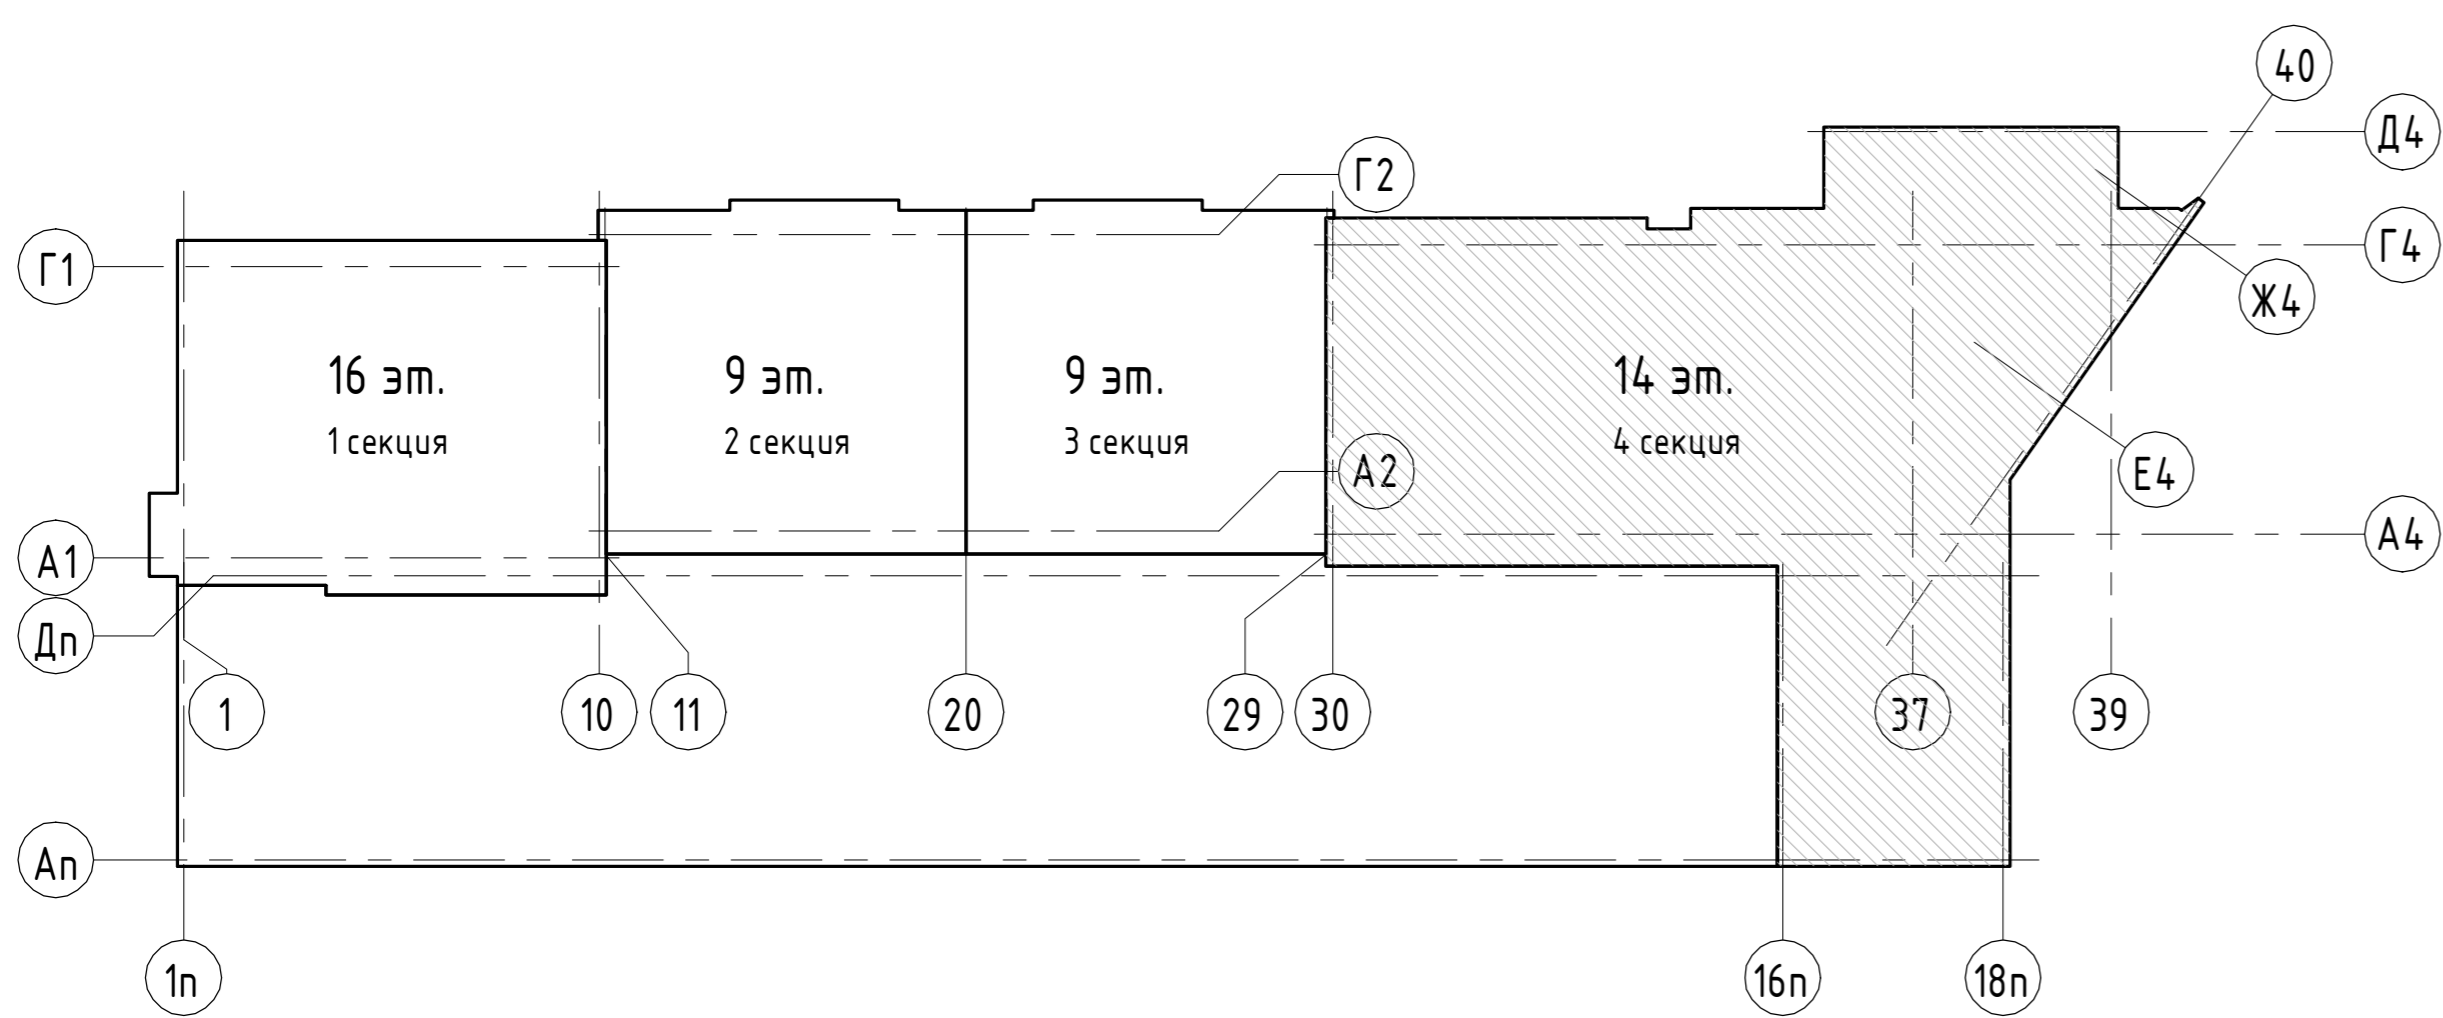 40
Д4
Г2
Г4
Г1
Ж4
16 эт.
9 эт.
9 эт.
14 эт.
1 секция
2 секция
3 секция
4 секция
А2
Е4
А4
А1
Дп
1
10
11
20
29
30
37
39
Ап
1п
16п
18п